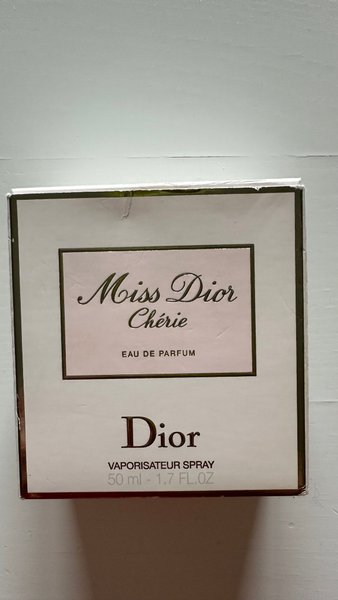 Miss Dior
Chérie
EAU DE PARFUM
Dior
VAPORISATEUR SPRAY
50 ml - 1.7 FL.OZ